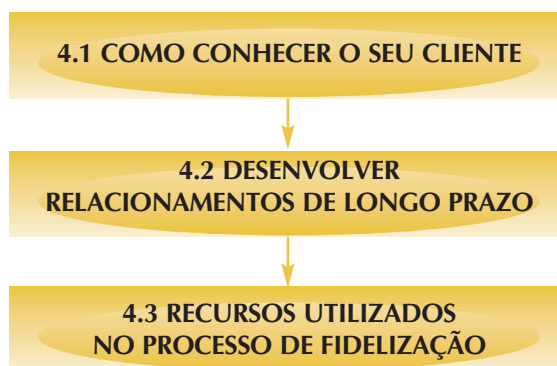 4.1 COMO CONHECER O SEU CLIENTE
4.2 DESENVOLVER
RELACIONAMENTOS DE LONGO PRAZO
4.3 RECURSOS UTILIZADOS
NO PROCESSO DE FIDELIZAÇÃO